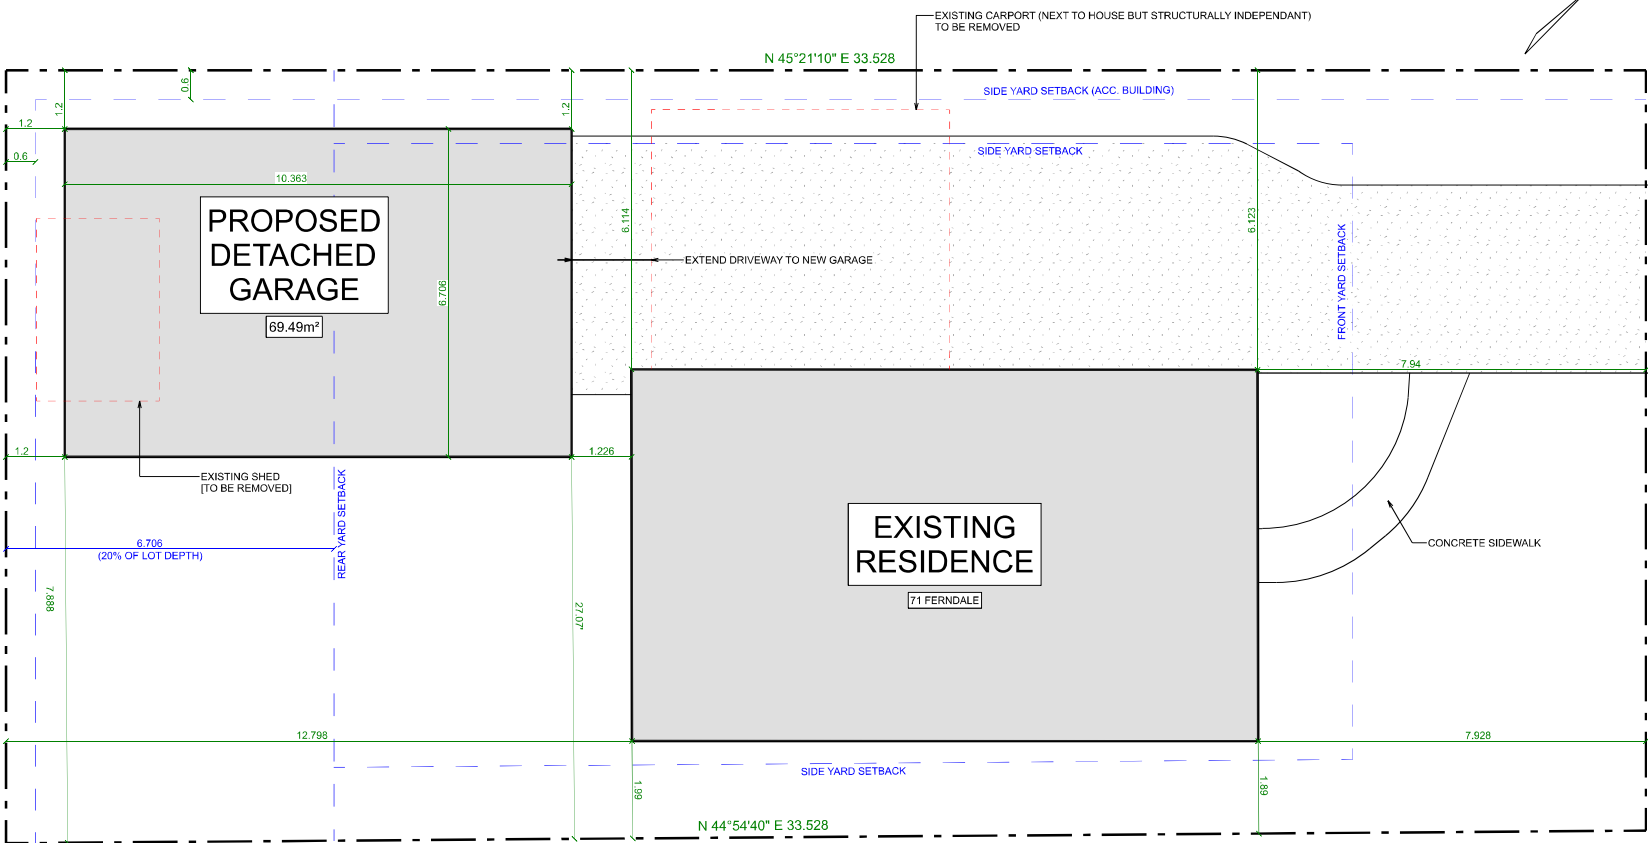 EXISTING CARPORT (NEXT TO HOUSE BUT STRUCTURALLY INDEPENDANT)
TO BE REMOVED
N 45°21'10" E 33.528
0.6
SIDE YARD SETBACK (ACC. BUILDING)
1.2
1.2
1.2
SIDE YARD SETBACK
0.6
10.363
PROPOSED
DETACHED
GARAGE
69.49m²
6.114
6.123
FRONT YARD SETBACK
EXTEND DRIVEWAY TO NEW GARAGE
6.706
7.94
1.2
1.226
EXISTING SHED
[TO BE REMOVED]
REAR YARD SETBACK
6.706
(20% OF LOT DEPTH)
EXISTING
RESIDENCE
71 FERNDALE
CONCRETE SIDEWALK
7.888
27.07'
12.798
7.928
SIDE YARD SETBACK
1.99
1.89
N 44°54'40" E 33.528